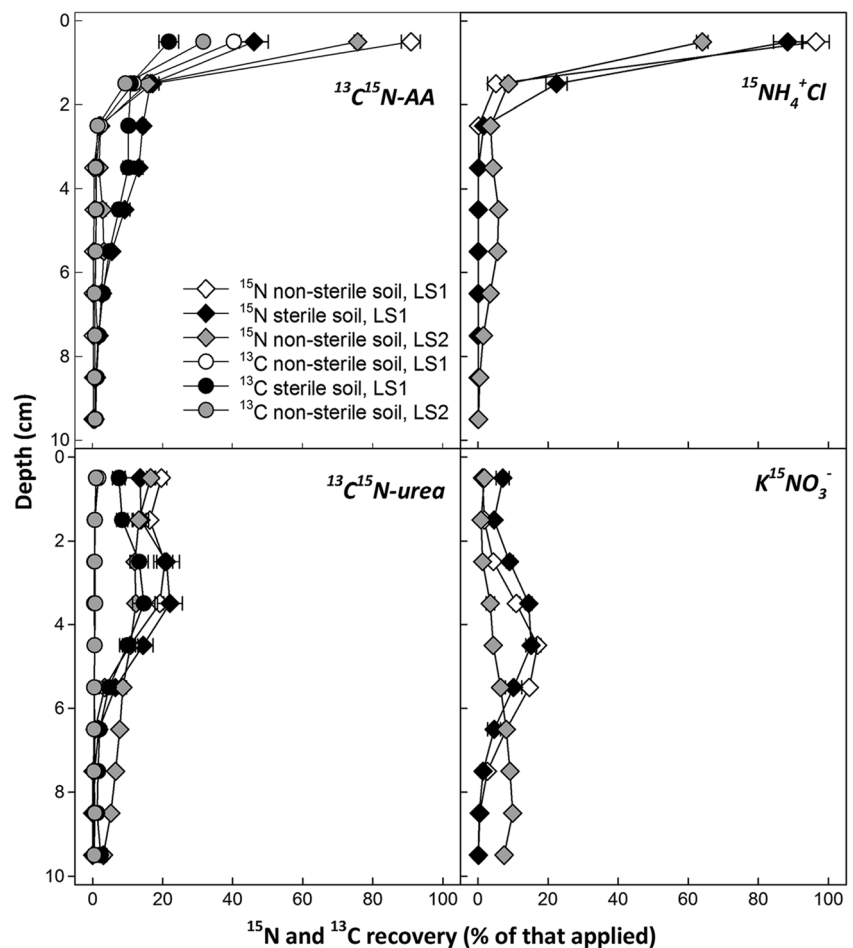 0
2
4
6
8
10
¹³C¹⁵N-AA
¹⁵NH₄⁺Cl
¹⁵N non-sterile soil, LS1
¹⁵N sterile soil, LS1
¹⁵N non-sterile soil, LS2
¹³C non-sterile soil, LS1
¹³C sterile soil, LS1
¹³C non-sterile soil, LS2
Depth (cm)
0
2
4
6
8
10
¹³C¹⁵N-urea
K¹⁵NO₃⁻
0 20 40 60 80 100 0 20 40 60 80 100
¹⁵N and ¹³C recovery (% of that applied)